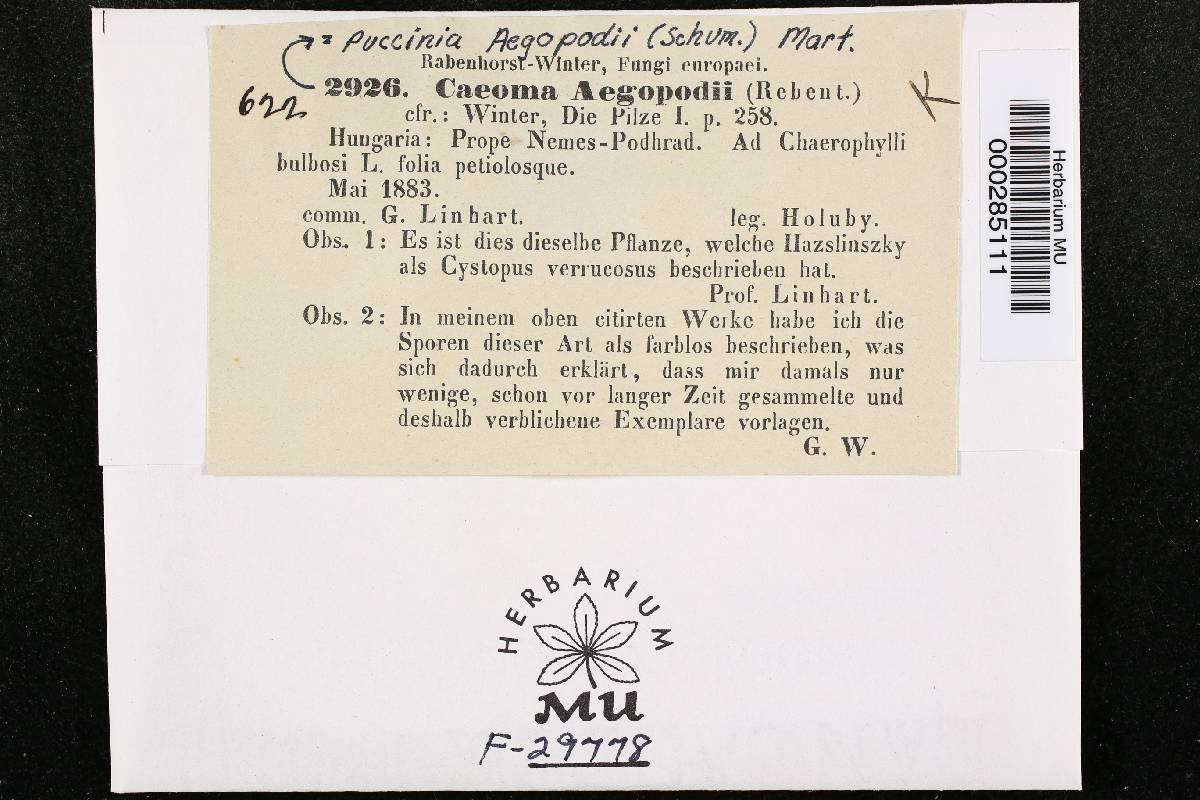 = Puccinia Aegopodii (Schum.) Mart.
Rabenhorst-Winter, Fungi europaei.
622
2926. Caeoma Aegopodii (Rebent.)
K
cfr.: Winter, Die Pilze I. p. 258.
Hungaria: Prope Nemes-Podhrad. Ad Chaerophylli
bulbosi L. folia petiolosque.
Mai 1883.
comm. G. Linhart. leg. Holuby.
Obs. 1: Es ist dies dieselbe Pflanze, welche Hazslinszky
als Cystopus verrucosus beschrieben hat.
Prof. Linhart.
Obs. 2: In meinem oben citirten Werke habe ich die
Sporen dieser Art als farblos beschrieben, was
sich dadurch erklärt, dass mir damals nur
wenige, schon vor langer Zeit gesammelte und
deshalb verblichene Exemplare vorlagen.
G. W.
Herbarium MU
000285111
HERBARIUM
MU
F-29778